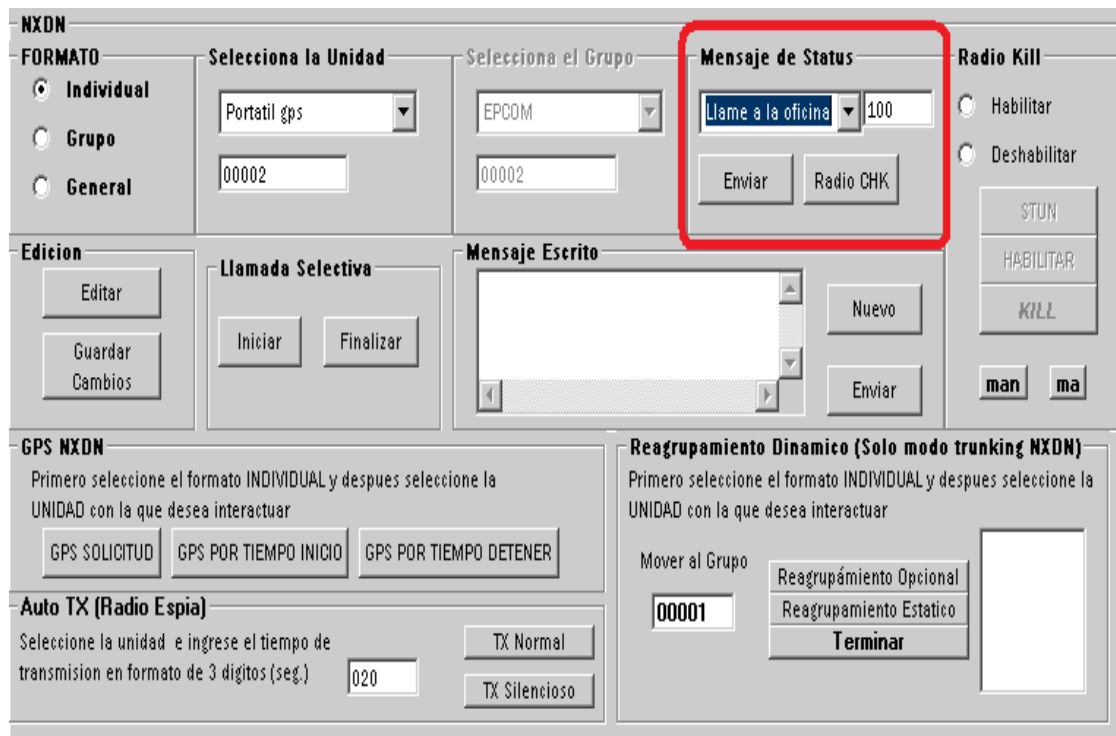 NXDN
FORMATO
Individual
Grupo
General
Selecciona la Unidad
Portatil gps
00002
Selecciona el Grupo
EPCOM
00002
Mensaje de Status
Llame a la oficina
100
Enviar
Radio CHK
Radio Kill
Habilitar
Deshabilitar
STUN
HABILITAR
KILL
man
ma
Edicion
Editar
Guardar
Cambios
Llamada Selectiva
Iniciar
Finalizar
Mensaje Escrito
Nuevo
Enviar
GPS NXDN
Primero seleccione el formato INDIVIDUAL y despues seleccione la
UNIDAD con la que desea interactuar
GPS SOLICITUD
GPS POR TIEMPO INICIO
GPS POR TIEMPO DETENER
Auto TX (Radio Espia)
Seleccione la unidad e ingrese el tiempo de
transmision en formato de 3 digitos (seg.)
020
TX Normal
TX Silencioso
Reagrupamiento Dinamico (Solo modo trunking NXDN)
Primero seleccione el formato INDIVIDUAL y despues seleccione la
UNIDAD con la que desea interactuar
Mover al Grupo
00001
Reagrupámiento Opcional
Reagrupamiento Estatico
Terminar